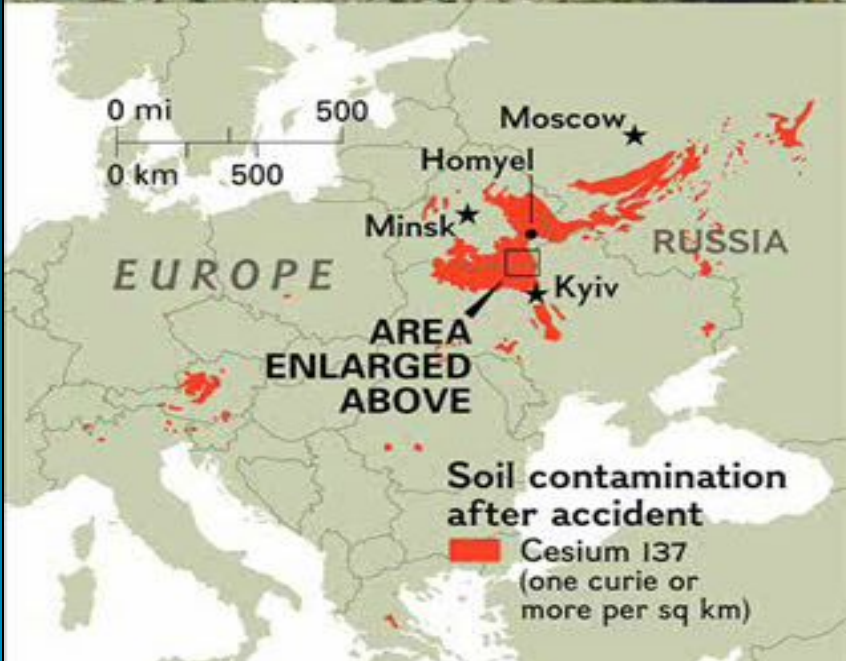 0 mi 500
0 km 500
Moscow
Homyel
Minsk
RUSSIA
EUROPE
Kyiv
AREA
ENLARGED
ABOVE
Soil contamination
after accident
Cesium 137
(one curie or
more per sq km)